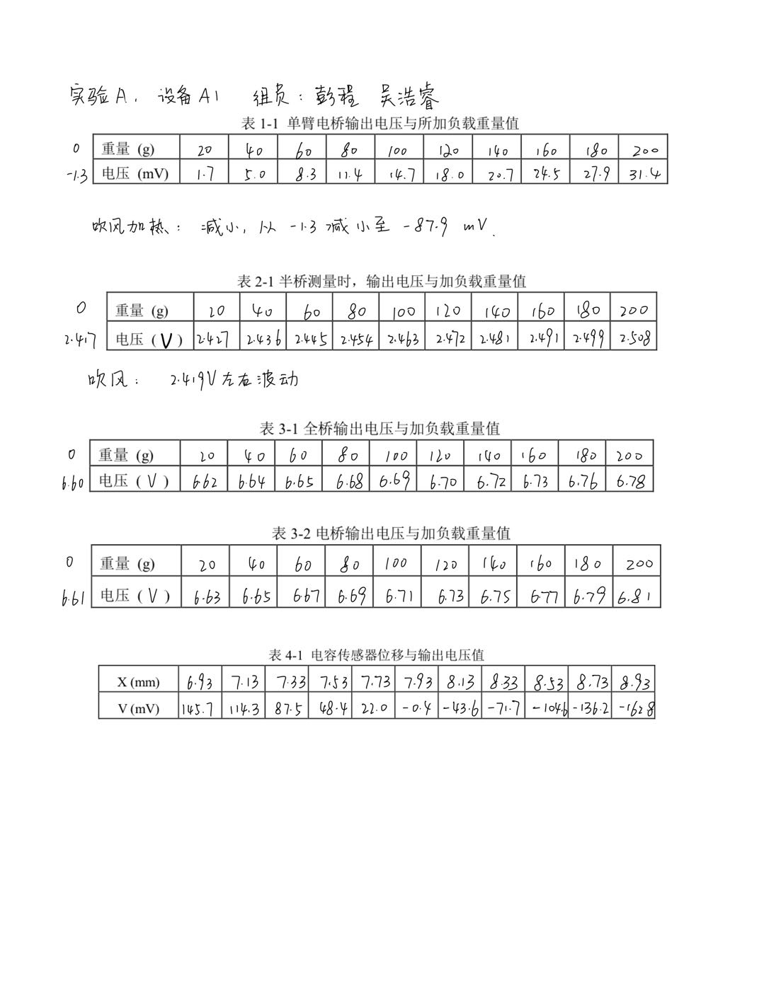 实验A，设备A1 组员：彭程 吴浩睿
表 1-1 单臂电桥输出电压与所加负载重量值
0 重量 (g) 20 40 60 80 100 120 140 160 180 200
-1.3 电压 (mV) 1.7 5.0 8.3 11.4 14.7 18.0 20.7 24.5 27.9 31.4
吹风加热：减小，从 -1.3 减小至 -87.9 mV.
表 2-1 半桥测量时，输出电压与加负载重量值
0 重量 (g) 20 40 60 80 100 120 140 160 180 200
2.417 电压 (V) 2.427 2.436 2.445 2.454 2.463 2.472 2.481 2.491 2.499 2.508
吹风： 2.419V左右波动
表 3-1 全桥输出电压与加负载重量值
0 重量 (g) 20 40 60 80 100 120 140 160 180 200
6.60 电压 (V) 6.62 6.64 6.65 6.68 6.69 6.70 6.72 6.73 6.76 6.78
表 3-2 电桥输出电压与加负载重量值
0 重量 (g) 20 40 60 80 100 120 140 160 180 200
6.61 电压 (V) 6.63 6.65 6.67 6.69 6.71 6.73 6.75 6.77 6.79 6.81
表 4-1 电容传感器位移与输出电压值
X (mm) 6.93 7.13 7.33 7.53 7.73 7.93 8.13 8.33 8.53 8.73 8.93
V (mV) 145.7 114.3 87.5 48.4 22.0 -0.4 -43.6 -71.7 -104.6 -136.2 -162.8